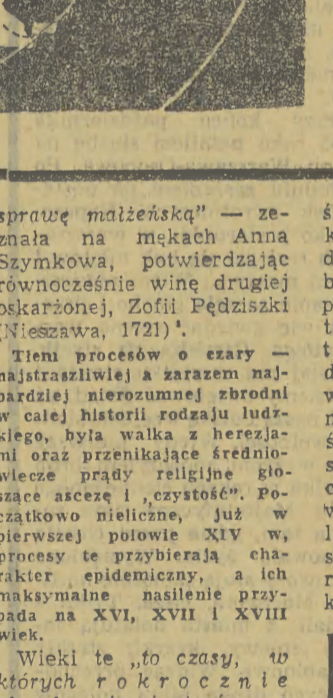 sprawę małżeńską” — ze-
znała na mękach Anna
Szymkowa, potwierdzając
równocześnie winę drugiej
oskarżonej, Zofii Pędziszki
(Nieszawa, 1721)¹.
Tłem procesów o czary —
najstraszliwiej a zarazem naj-
bardziej nierozumnej zbrodni
w całej historii rodzaju ludz-
kiego, była walka z herezja-
mi oraz przenikające średnio-
wiecze prądy religijne gło-
szące ascezę i „czystość”. Po-
czątkowo nieliczne, już w
pierwszej połowie XIV w,
procesy te przybierają cha-
rakter epidemiczny, a ich
maksymalne nasilenie przy-
pada na XVI, XVII i XVIII
wiek.
Wieki te „to czasy, w
których rokrocznie